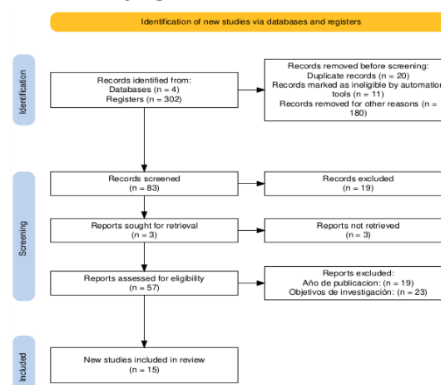 Identification of new studies via databases and registers
Identification
Records identified from:
Databases (n = 4)
Registers (n = 302)
Records removed before screening:
Duplicate records (n = 20)
Records marked as ineligible by automation
tools (n = 11)
Records removed for other reasons (n =
180)
Screening
Records screened
(n = 83)
Records excluded
(n = 19)
Reports sought for retrieval
(n = 3)
Reports not retrieved
(n = 3)
Reports assessed for eligibility
(n = 57)
Reports excluded:
Año de publicacion: (n = 19)
Objetivos de investigación: (n = 23)
Included
New studies included in review
(n = 15)